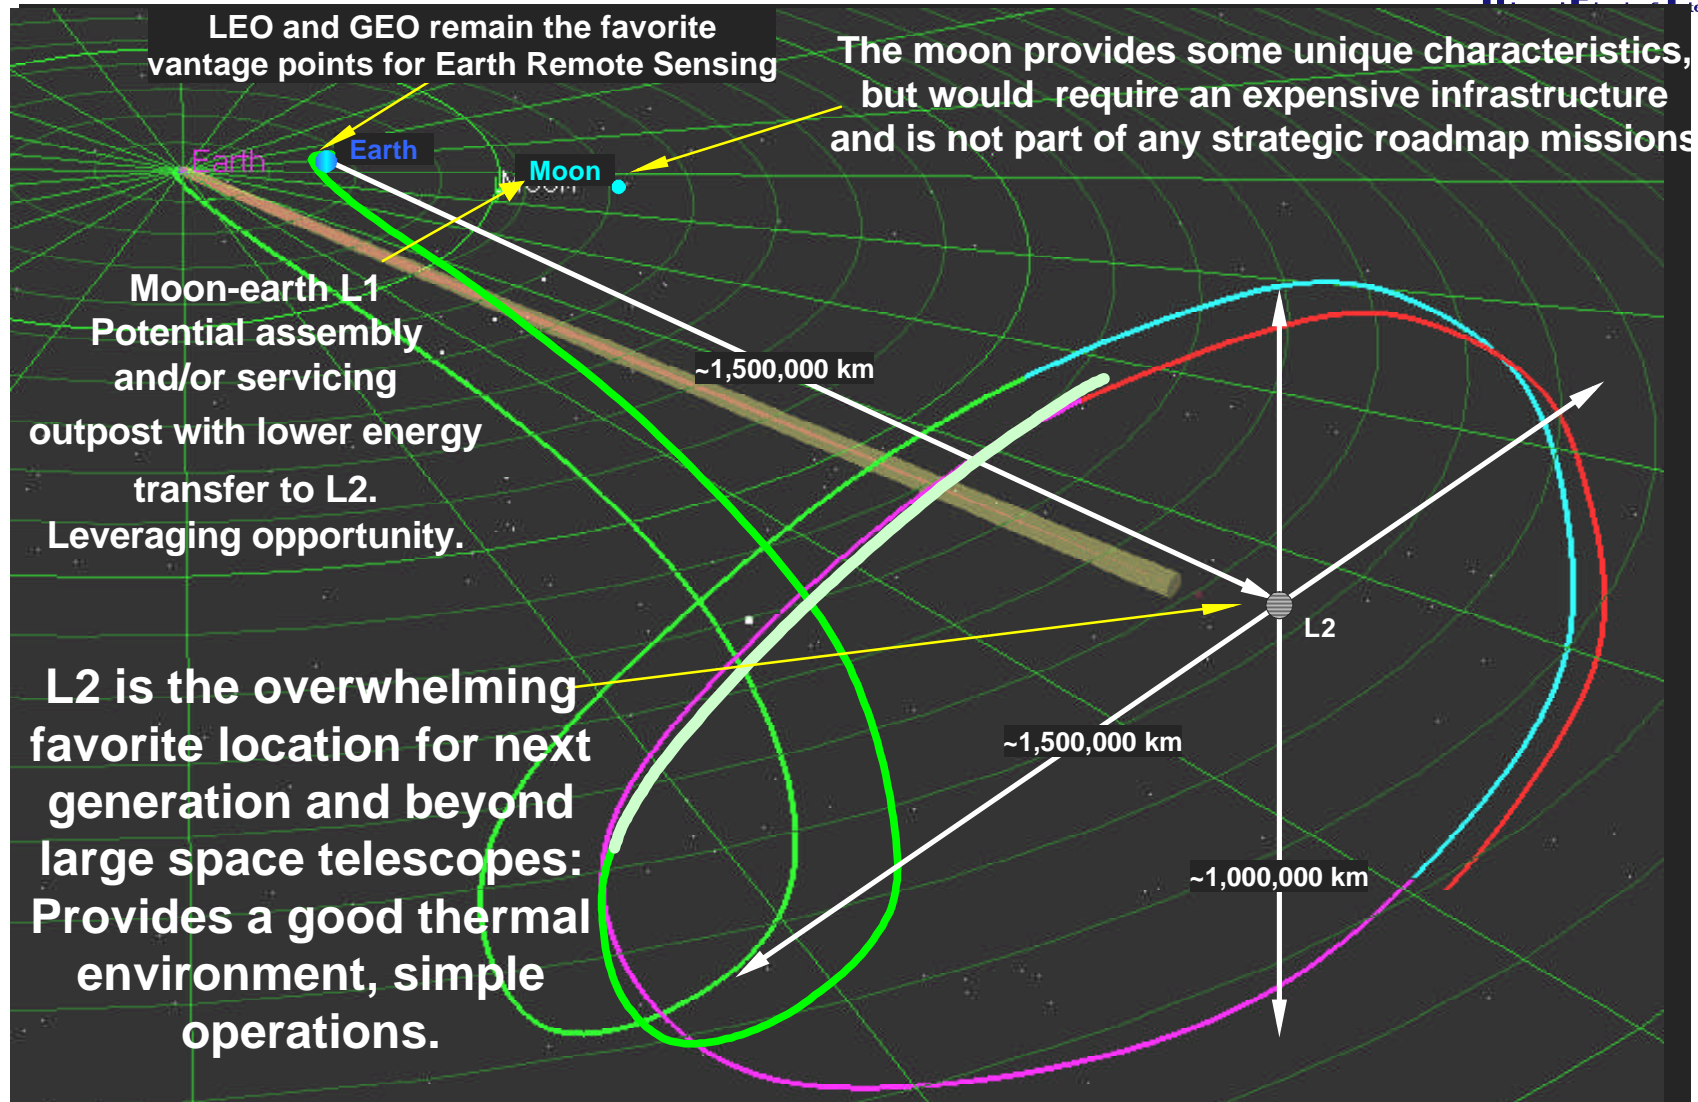 LEO and GEO remain the favorite
vantage points for Earth Remote Sensing
The moon provides some unique characteristics,
but would require an expensive infrastructure
and is not part of any strategic roadmap missions
Earth
Earth
Moon
Moon-earth L1
Potential assembly
and/or servicing
outpost with lower energy
transfer to L2.
Leveraging opportunity.
~1,500,000 km
L2
L2 is the overwhelming
favorite location for next
generation and beyond
large space telescopes:
Provides a good thermal
environment, simple
operations.
~1,500,000 km
~1,000,000 km